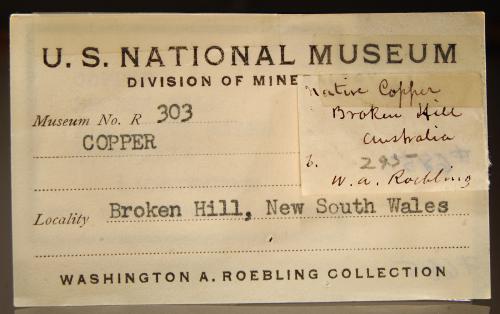 U. S. NATIONAL MUSEUM
DIVISION OF MINE
Museum No. R 303
COPPER
Native Copper
Broken Hill
Australia
W. A. Roebling
Locality Broken Hill, New South Wales
WASHINGTON A. ROEBLING COLLECTION